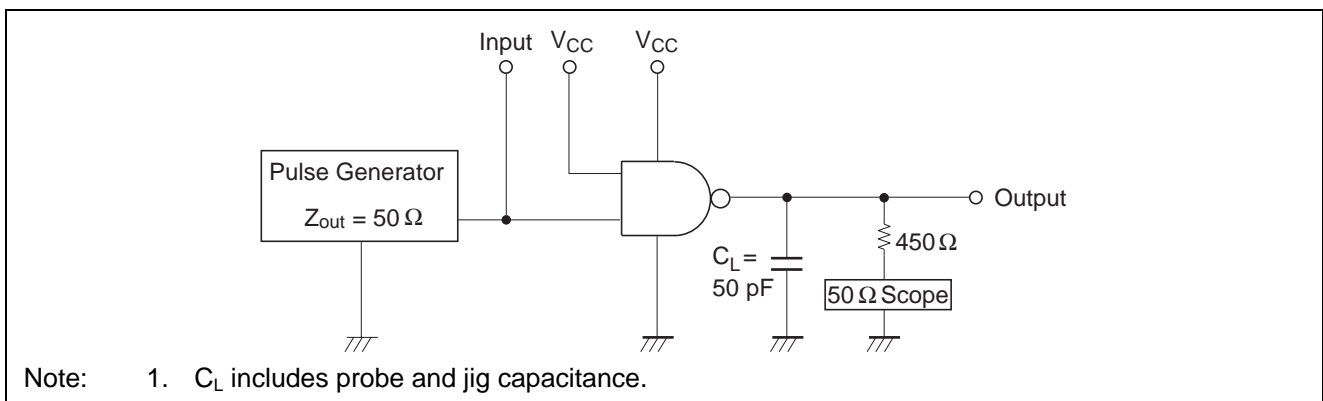 Input
VCC
VCC
Pulse Generator
Zout = 50 Ω
Output
450 Ω
CL =
50 pF
50 Ω Scope
Note: 1. CL includes probe and jig capacitance.